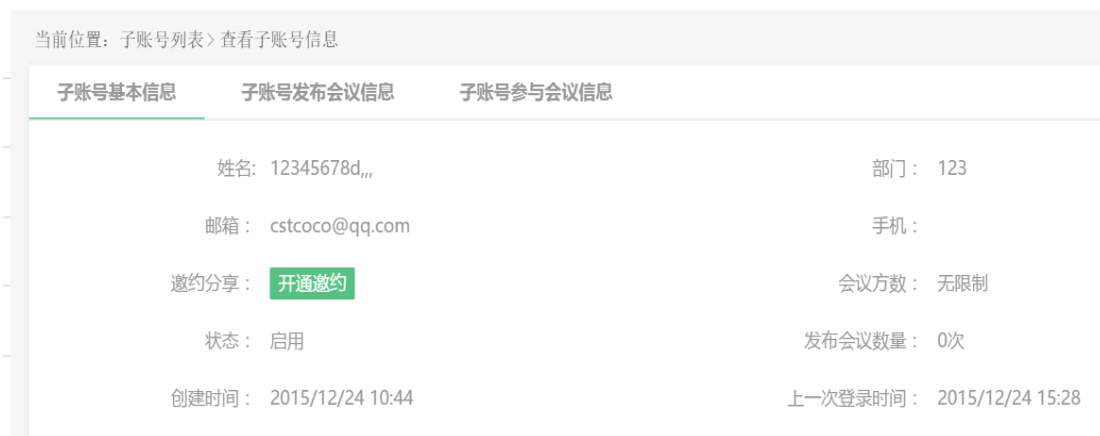 当前位置：子账号列表> 查看子账号信息
子账号基本信息 子账号发布会议信息 子账号参与会议信息
姓名: 12345678d,,, 部门： 123
邮箱： cstcoco@qq.com 手机：
邀约分享： 开通邀约 会议方数： 无限制
状态： 启用 发布会议数量： 0次
创建时间： 2015/12/24 10:44 上一次登录时间： 2015/12/24 15:28